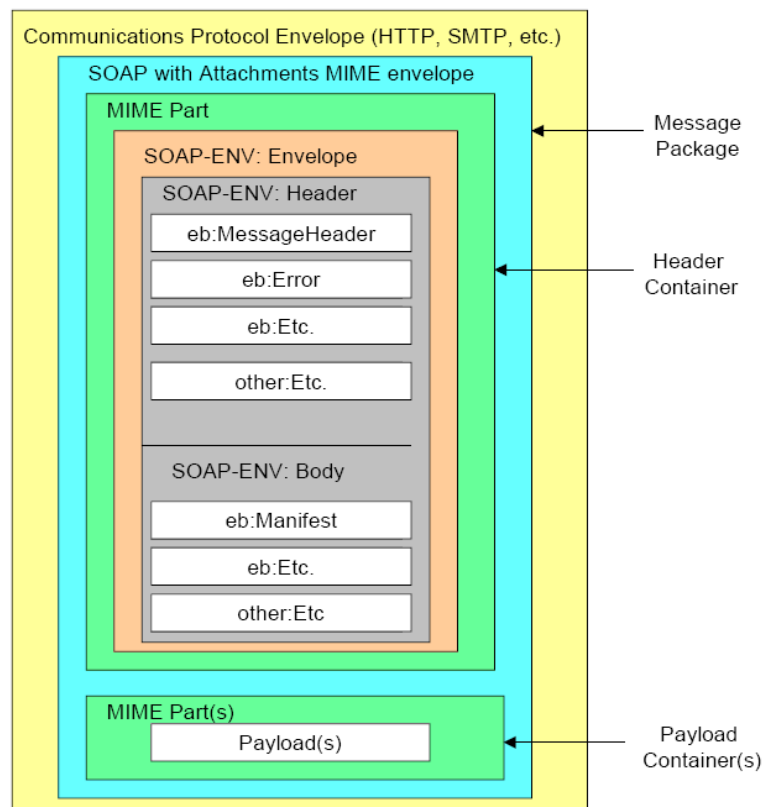 Communications Protocol Envelope (HTTP, SMTP, etc.)
SOAP with Attachments MIME envelope
MIME Part
SOAP-ENV: Envelope
SOAP-ENV: Header
eb:MessageHeader
eb:Error
eb:Etc.
other:Etc.
SOAP-ENV: Body
eb:Manifest
eb:Etc.
other:Etc
MIME Part(s)
Payload(s)
Message
Package
Header
Container
Payload
Container(s)